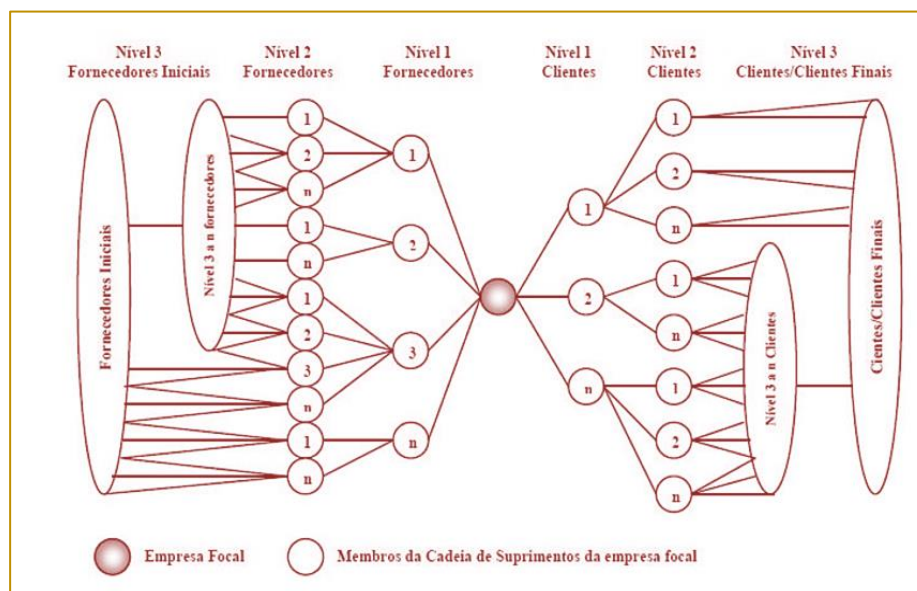 Nível 3
Fornecedores Iniciais
Nível 2
Fornecedores
Nível 1
Fornecedores
Nível 1
Clientes
Nível 2
Clientes
Nível 3
Clientes/Clientes Finais
Fornecedores Iniciais
Nível 3 a n fornecedores
1
2
n
1
n
1
2
3
n
1
n
1
2
3
n
1
2
n
1
2
n
1
n
1
2
n
Nível 3 a n Clientes
Cientes/Clientes Finais
Empresa Focal
Membros da Cadeia de Suprimentos da empresa focal